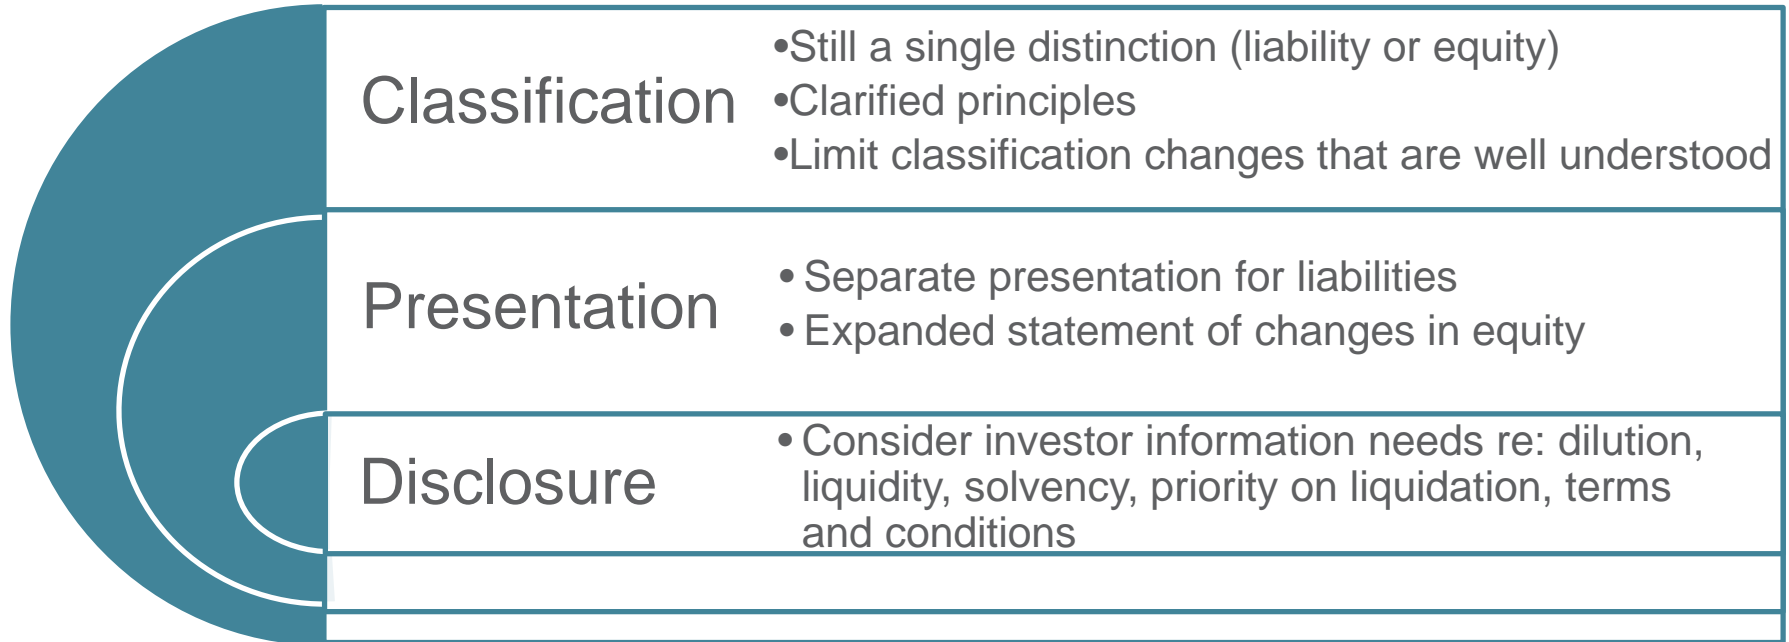 Classification
•Still a single distinction (liability or equity)
•Clarified principles
•Limit classification changes that are well understood
Presentation
• Separate presentation for liabilities
• Expanded statement of changes in equity
Disclosure
• Consider investor information needs re: dilution,
liquidity, solvency, priority on liquidation, terms
and conditions